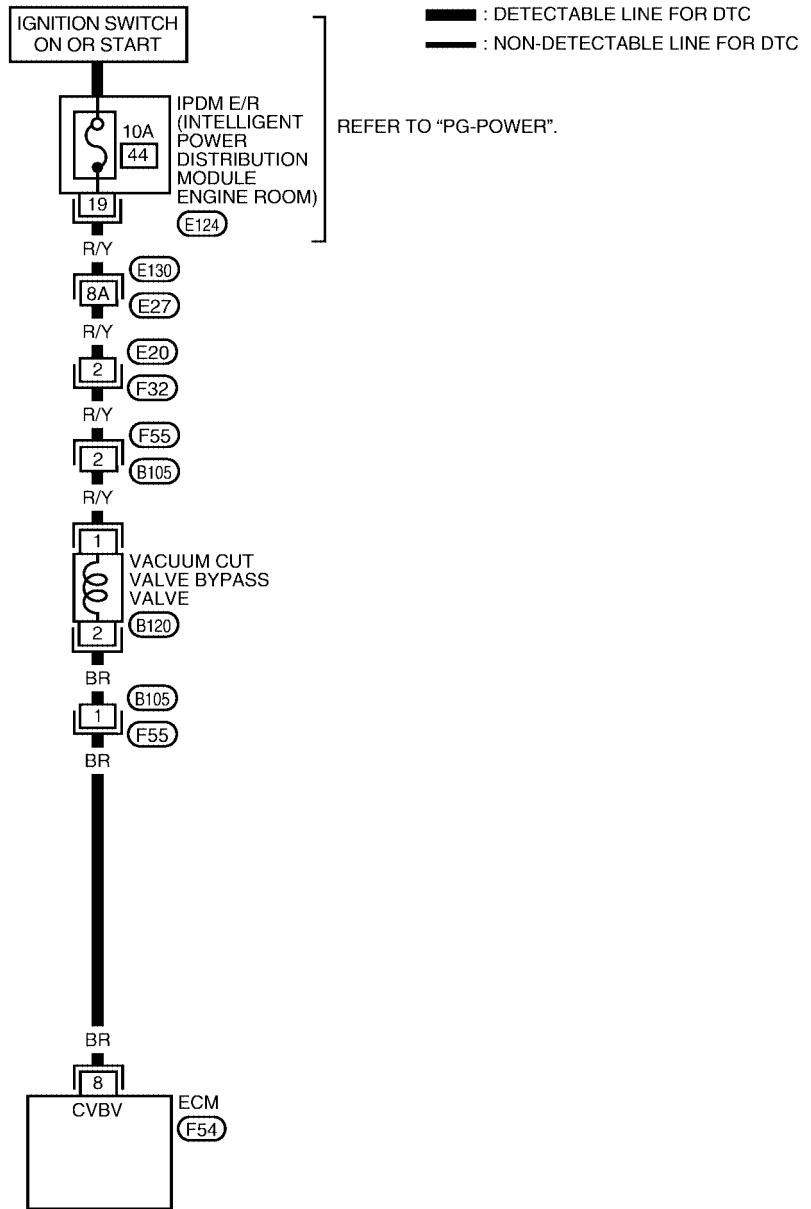 IGNITION SWITCH
ON OR START
: DETECTABLE LINE FOR DTC
: NON-DETECTABLE LINE FOR DTC
10A
44
IPDM E/R
(INTELLIGENT
POWER
DISTRIBUTION
MODULE
ENGINE ROOM)
REFER TO “PG-POWER”.
19
E124
R/Y
E130
8A
E27
R/Y
E20
2
F32
R/Y
F55
2
B105
R/Y
1
VACUUM CUT
VALVE BYPASS
VALVE
2
B120
BR
B105
1
F55
BR
BR
8
CVBV
ECM
F54